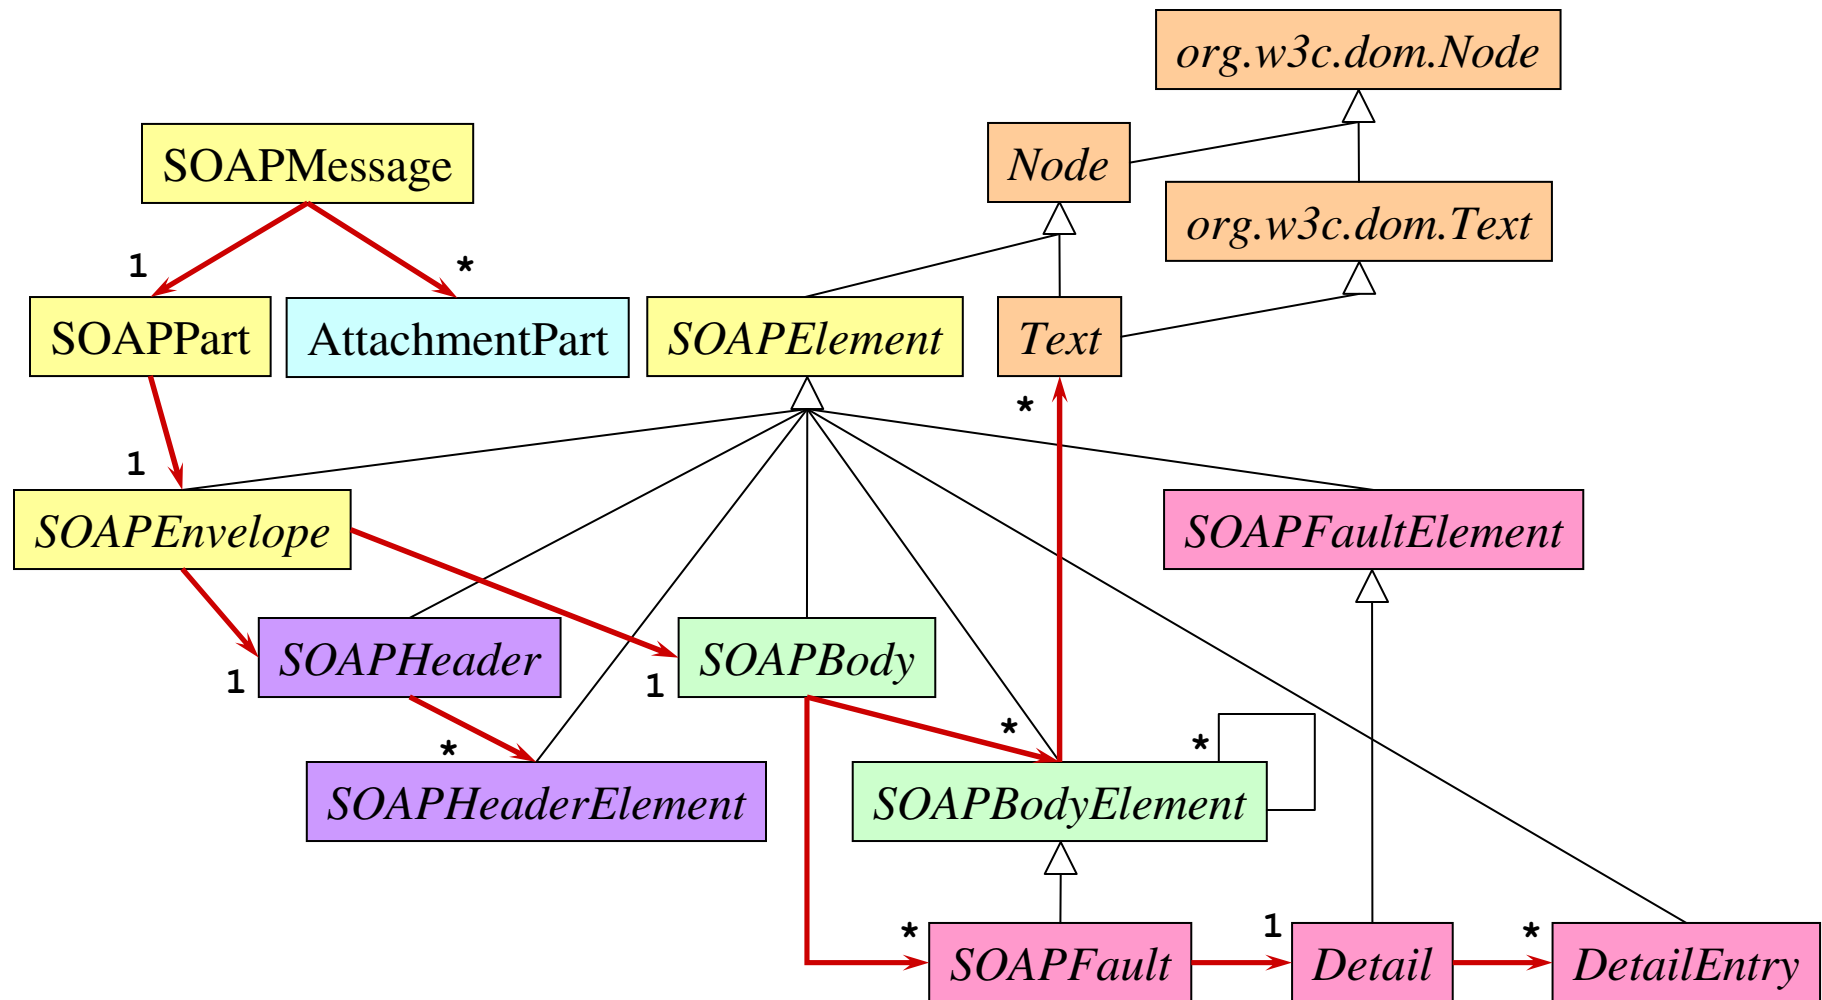 org.w3c.dom.Node
SOAPMessage
Node
org.w3c.dom.Text
1
*
SOAPPart
AttachmentPart
SOAPElement
Text
*
1
SOAPEnvelope
SOAPFaultElement
SOAPHeader
SOAPBody
1
1
*
*
*
SOAPHeaderElement
SOAPBodyElement
*
1
*
SOAPFault
Detail
DetailEntry